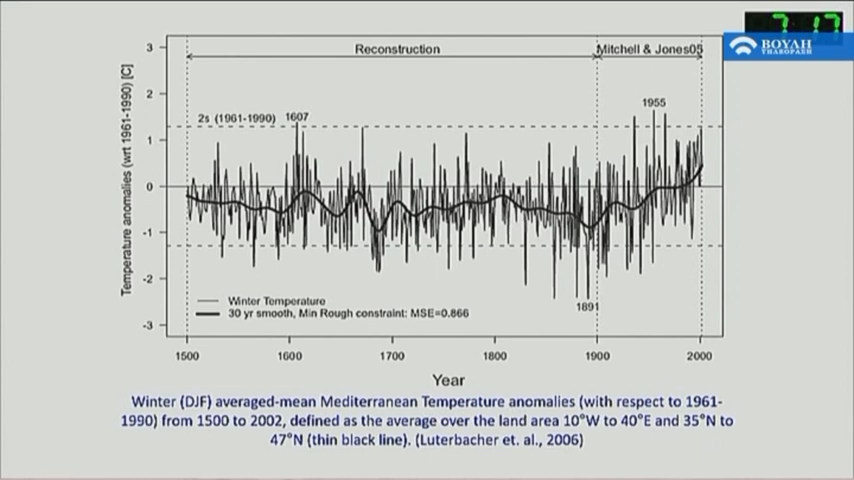 7 17
ΒΟΥΛΗ
ΤΗΛΕΟΡΑΣΗ
3
2
1
0
-1
-2
-3
Temperature anomalies (wrt 1961-1990) [C]
Reconstruction
Mitchell & Jones05
2s (1961-1990)
1607
1955
1891
Winter Temperature
30 yr smooth, Min Rough constraint: MSE=0.866
1500 1600 1700 1800 1900 2000
Year
Winter (DJF) averaged-mean Mediterranean Temperature anomalies (with respect to 1961-
1990) from 1500 to 2002, defined as the average over the land area 10°W to 40°E and 35°N to
47°N (thin black line). (Luterbacher et. al., 2006)